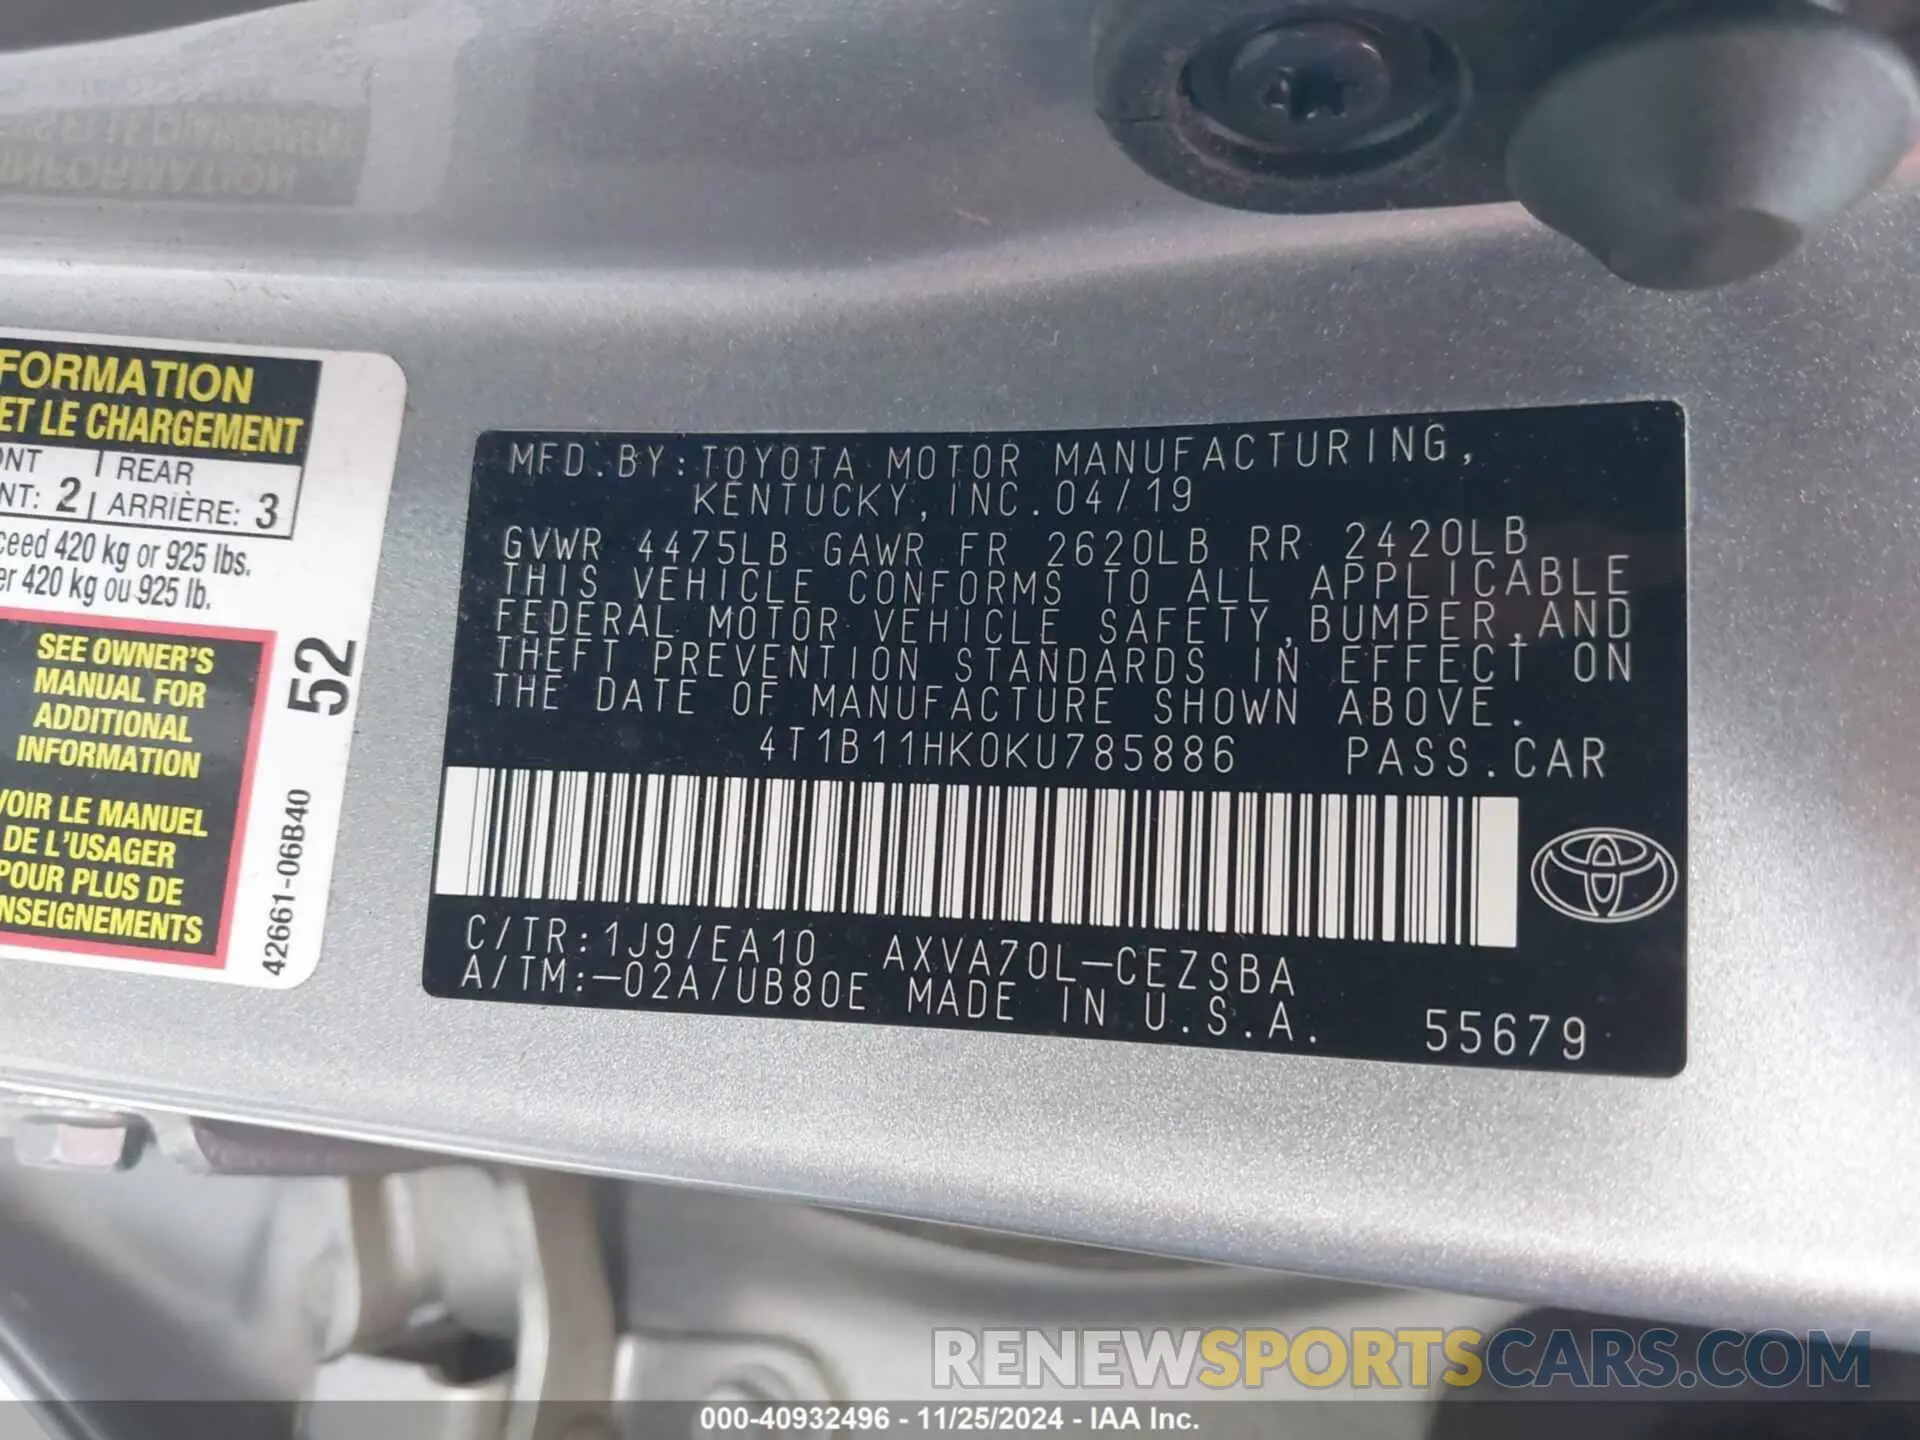 FORMATION
ET LE CHARGEMENT
REAR
2 ARRIÈRE: 3
420 kg or 925 lbs.
420 kg ou 925 lb.
SEE OWNER'S
MANUAL FOR
ADDITIONAL
INFORMATION
VOIR LE MANUEL
DE L'USAGER
POUR PLUS DE
NSEIGNEMENTS
52
42661-06B40
MFD.BY:TOYOTA MOTOR MANUFACTURING,
KENTUCKY,INC.04/19
GVWR 4475LB GAWR FR 2620LB RR 2420LB
THIS VEHICLE CONFORMS TO ALL APPLICABLE
FEDERAL MOTOR VEHICLE SAFETY,BUMPER,AND
THEFT PREVENTION STANDARDS IN EFFECT ON
THE DATE OF MANUFACTURE SHOWN ABOVE.
4T1B11HK0KU785886 PASS.CAR
C/TR:1J9/EA10 AXVA70L-CEZSBA
A/TM:-02A/UB80E MADE IN U.S.A. 55679
RENEWSPORTSCARS.COM
000-40932496 - 11/25/2024 - IAA Inc.